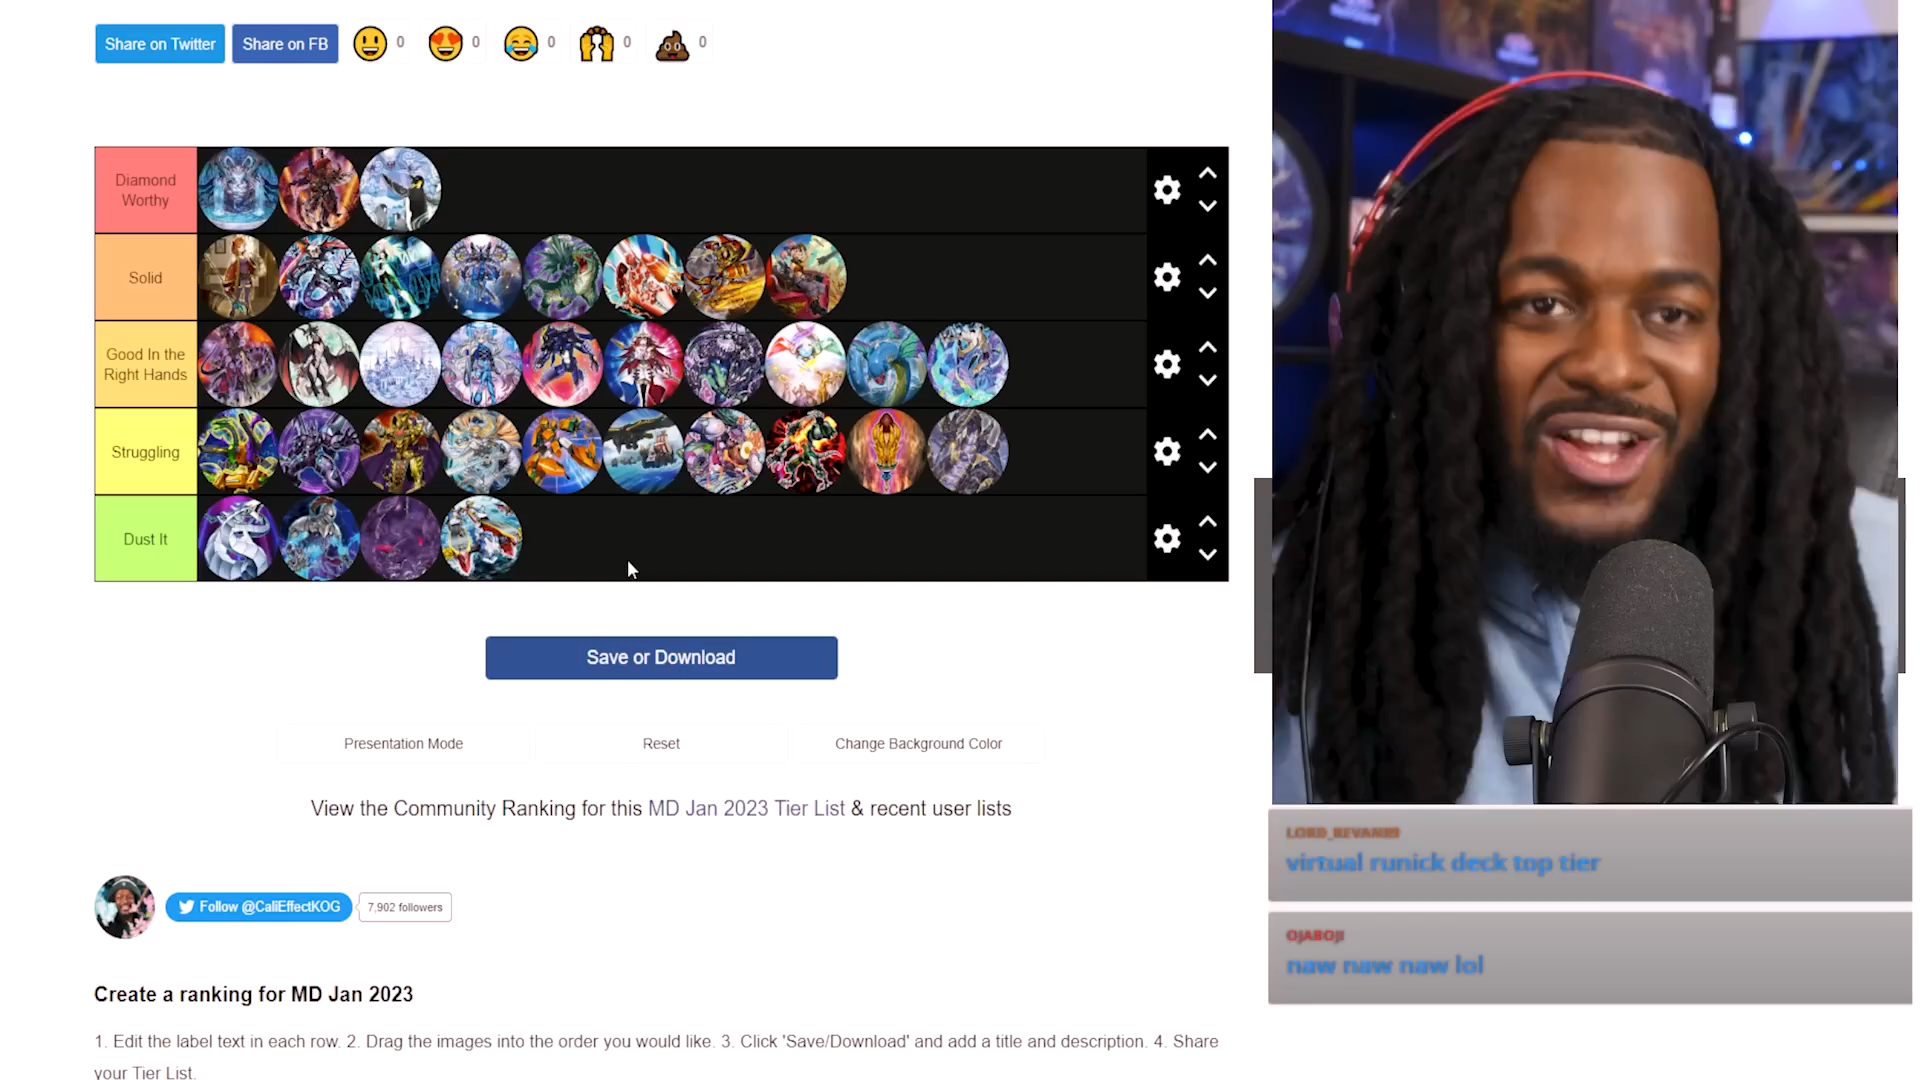 Share on Twitter
Share on FB
0
0
0
0
0
Diamond
Worthy
Solid
Good In the
Right Hands
Struggling
Dust It
Save or Download
Presentation Mode
Reset
Change Background Color
View the Community Ranking for this MD Jan 2023 Tier List & recent user lists
Follow @CaliEffectKOG
7,902 followers
Create a ranking for MD Jan 2023
1. Edit the label text in each row. 2. Drag the images into the order you would like. 3. Click 'Save/Download' and add a title and description. 4. Share
your Tier List.
virtual runick deck top tier
OJABOJI
naw naw naw lol